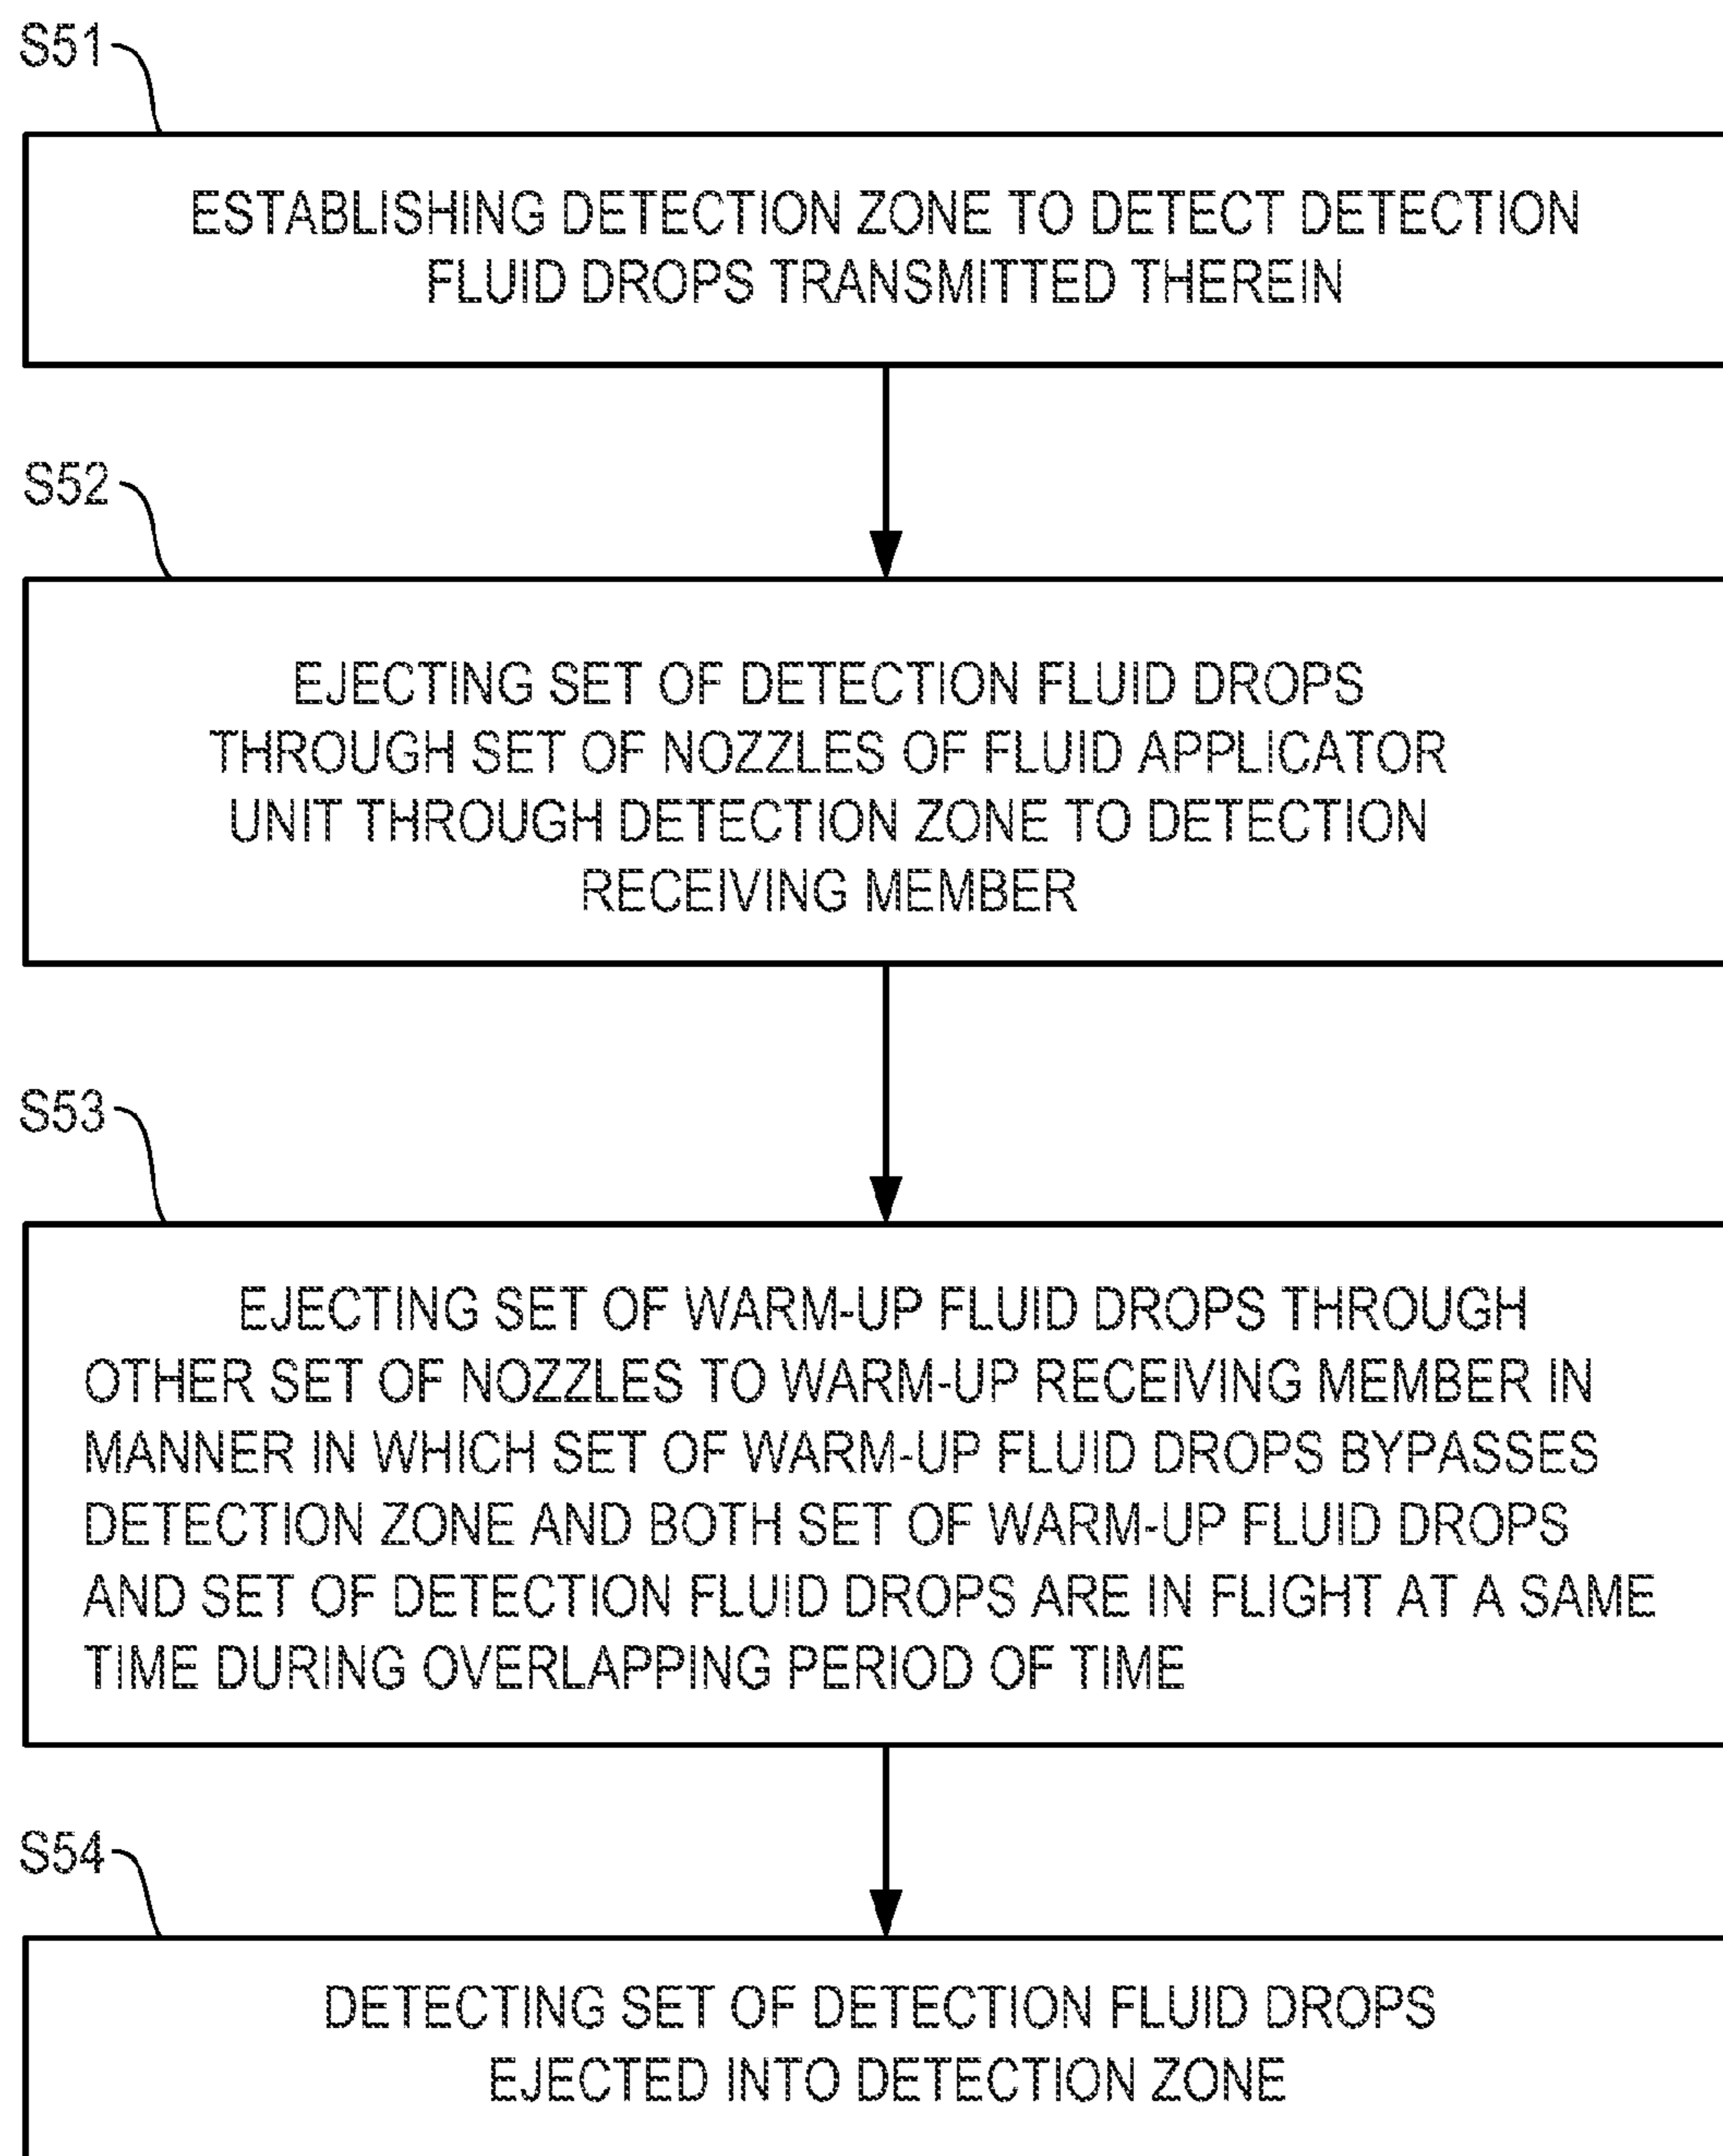 S51
ESTABLISHING DETECTION ZONE TO DETECT DETECTION
FLUID DROPS TRANSMITTED THEREIN
S52
EJECTING SET OF DETECTION FLUID DROPS
THROUGH SET OF NOZZLES OF FLUID APPLICATOR
UNIT THROUGH DETECTION ZONE TO DETECTION
RECEIVING MEMBER
S53
EJECTING SET OF WARM-UP FLUID DROPS THROUGH
OTHER SET OF NOZZLES TO WARM-UP RECEIVING MEMBER IN
MANNER IN WHICH SET OF WARM-UP FLUID DROPS BYPASSES
DETECTION ZONE AND BOTH SET OF WARM-UP FLUID DROPS
AND SET OF DETECTION FLUID DROPS ARE IN FLIGHT AT A SAME
TIME DURING OVERLAPPING PERIOD OF TIME
S54
DETECTING SET OF DETECTION FLUID DROPS
EJECTED INTO DETECTION ZONE